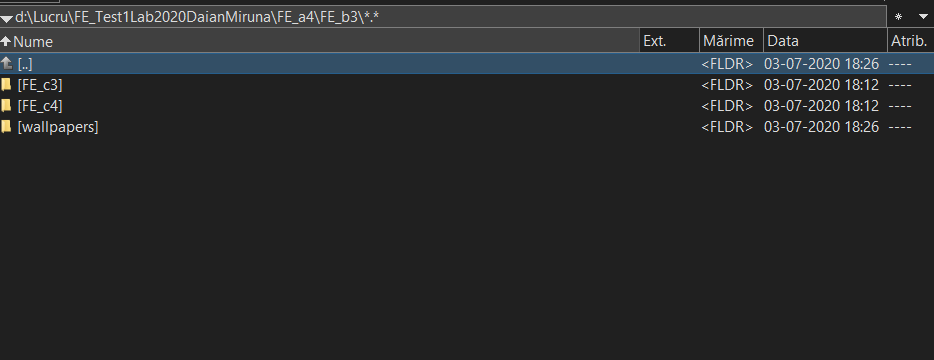 d:\Lucru\FE_Test1Lab2020DaianMiruna\FE_a4\FE_b3\*.* * 
Nume Ext. Mărime Data Atrib.
[..] <FLDR> 03-07-2020 18:26 ----
[FE_c3] <FLDR> 03-07-2020 18:12 ----
[FE_c4] <FLDR> 03-07-2020 18:12 ----
[wallpapers] <FLDR> 03-07-2020 18:26 ----